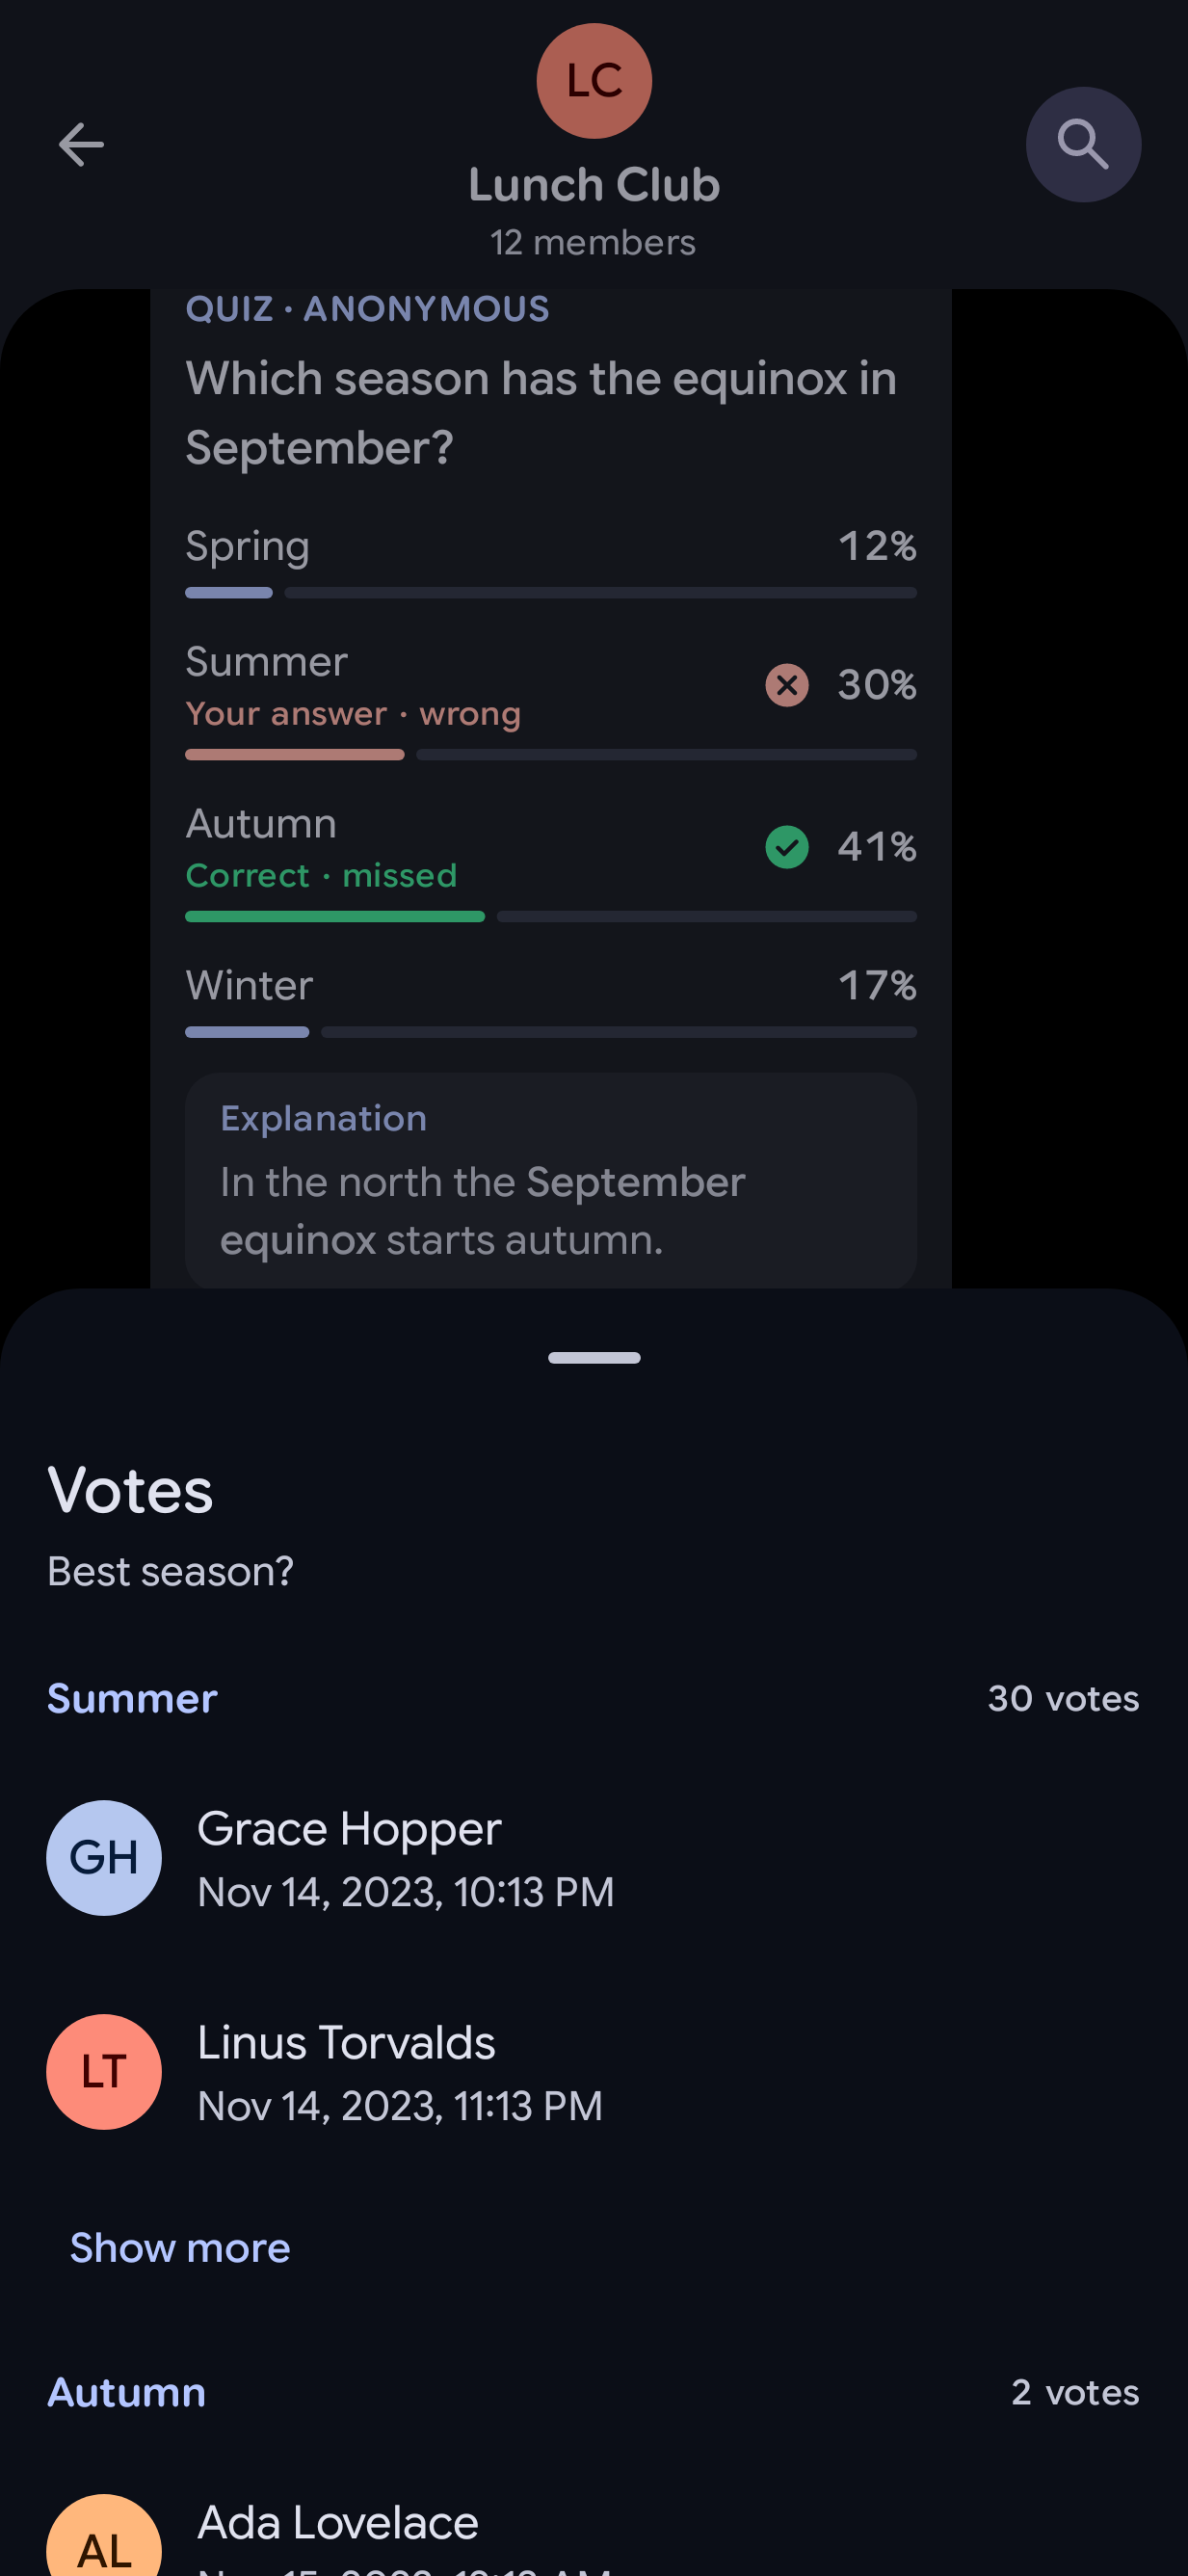 LC
Lunch Club
12 members
QUIZ · ANONYMOUS
Which season has the equinox in
September?
Spring 12%
Summer
Your answer · wrong 30%
Autumn
Correct · missed 41%
Winter 17%
Explanation
In the north the September
equinox starts autumn.
Votes
Best season?
Summer 30 votes
GH Grace Hopper
Nov 14, 2023, 10:13 PM
LT Linus Torvalds
Nov 14, 2023, 11:13 PM
Show more
Autumn 2 votes
AL Ada Lovelace